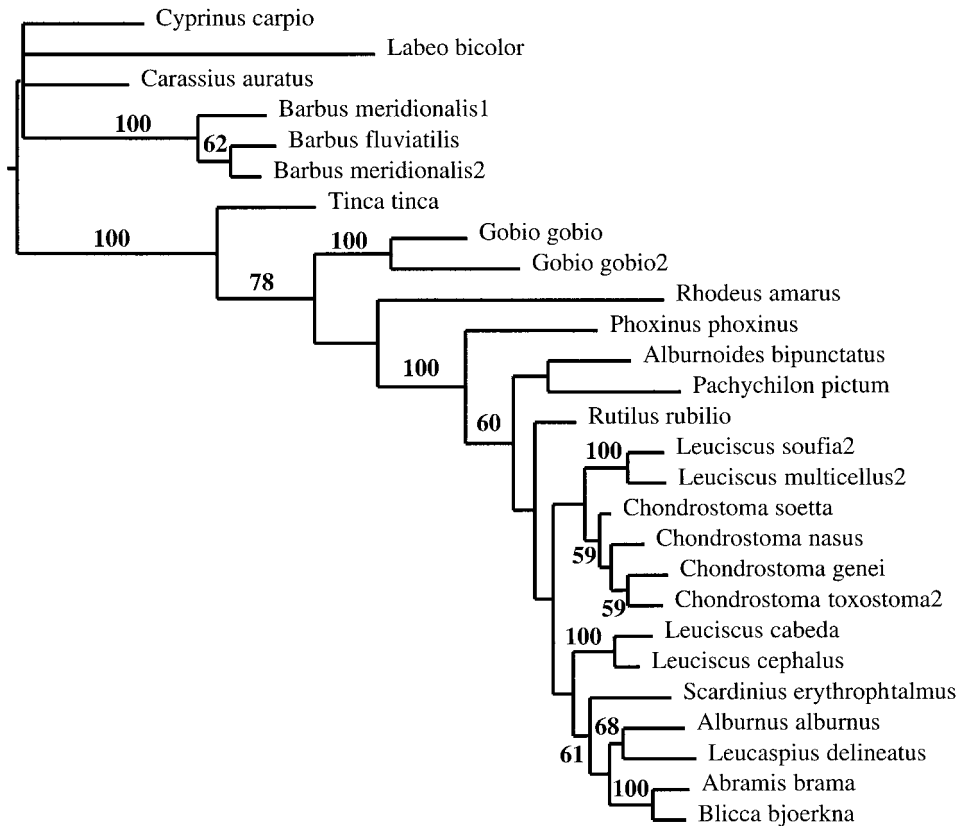 Cyprinus carpio
Labeo bicolor
Carassius auratus
Barbus meridionalis1
100
62 Barbus fluviatilis
Barbus meridionalis2
Tinca tinca
100
100 Gobio gobio
Gobio gobio2
78
Rhodeus amarus
Phoxinus phoxinus
Alburnoides bipunctatus
100
Pachychilon pictum
60 Rutilus rubilio
100 Leuciscus soufia2
Leuciscus multicellus2
Chondrostoma soetta
Chondrostoma nasus
59
Chondrostoma genei
59 Chondrostoma toxostoma2
100 Leuciscus cabeda
Leuciscus cephalus
Scardinius erythrophtalmus
68 Alburnus alburnus
61 Leucaspius delineatus
100 Abramis brama
Blicca bjoerkna